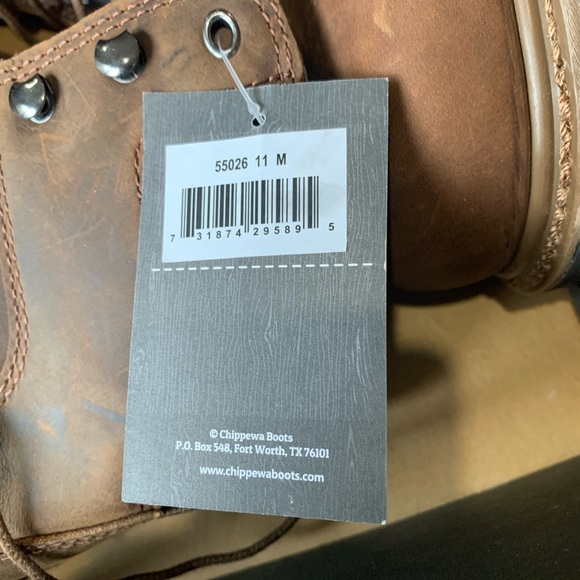 55026 11 M
7 31874 29589 5
© Chippewa Boots
P.O. Box 548, Fort Worth, TX 76101
www.chippewaboots.com